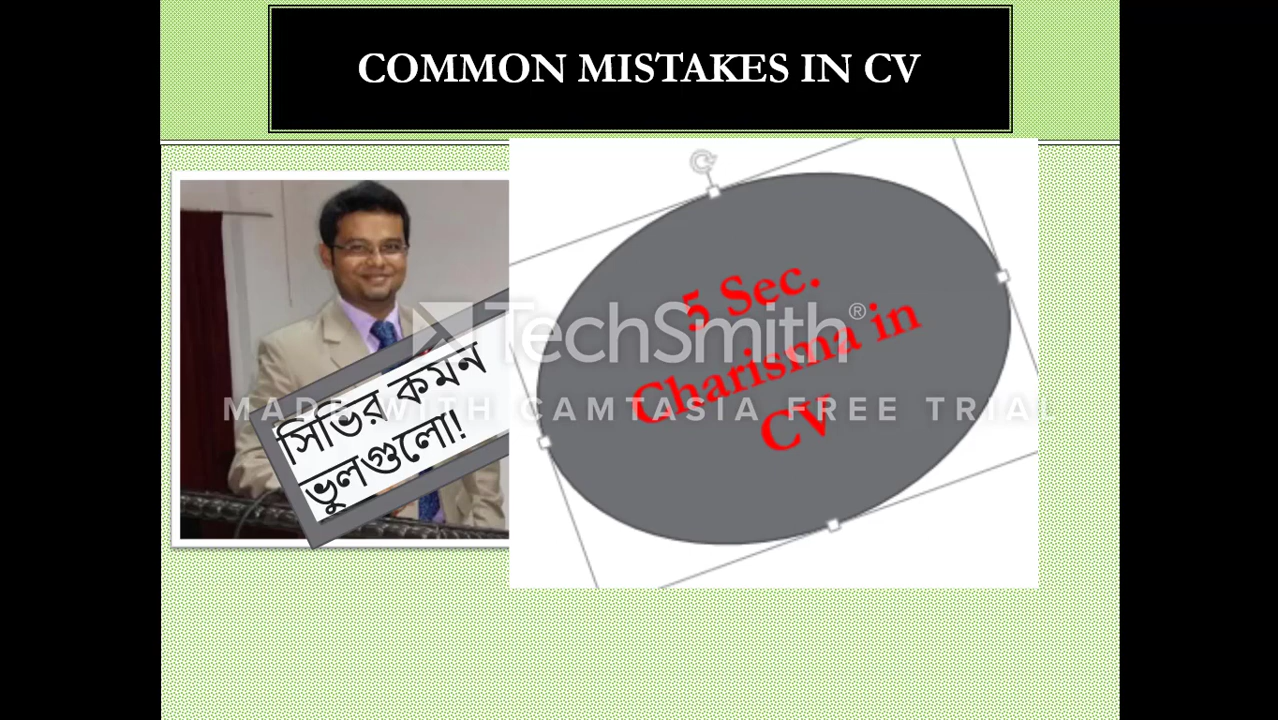 COMMON MISTAKES IN CV
5 Sec.
Charisma in
CV
TechSmith®
MADE WITH CAMTASIA FREE TRIAL
সিভির কমন
ভুলগুলো!